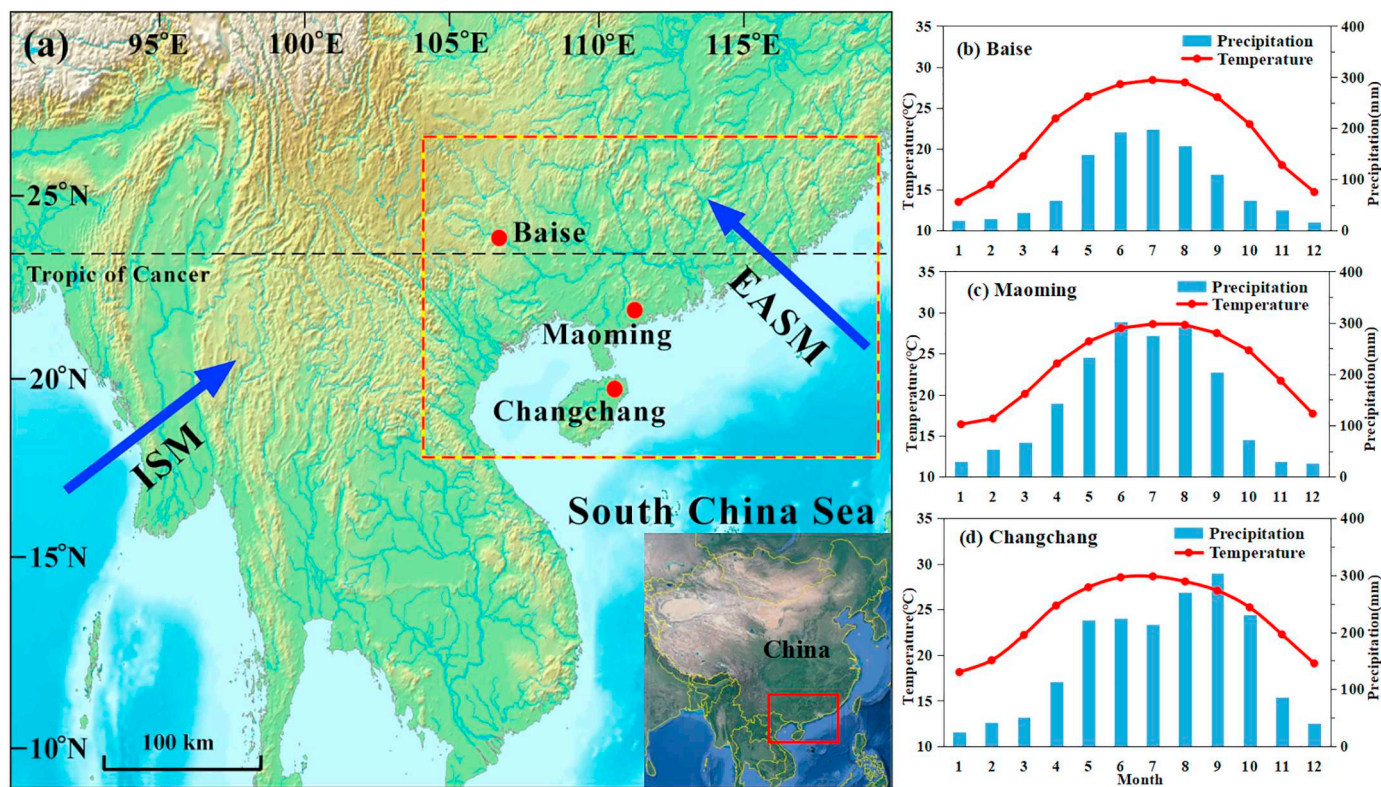 (a)
95°E
100°E
105°E
110°E
115°E
25°N
20°N
15°N
10°N
Baise
Tropic of Cancer
Maoming
EASM
Changchang
ISM
South China Sea
100 km
China
(b) Baise
Precipitation
Temperature
Temperature(°C)
35
30
25
20
15
10
Precipitation(mm)
400
300
200
100
0
1 2 3 4 5 6 7 8 9 10 11 12
(c) Maoming
Precipitation
Temperature
Temperature(°C)
35
30
25
20
15
10
Precipitation(mm)
400
300
200
100
0
1 2 3 4 5 6 7 8 9 10 11 12
(d) Changchang
Precipitation
Temperature
Temperature(°C)
35
30
25
20
15
10
Precipitation(mm)
400
300
200
100
0
1 2 3 4 5 6 7 8 9 10 11 12
Month